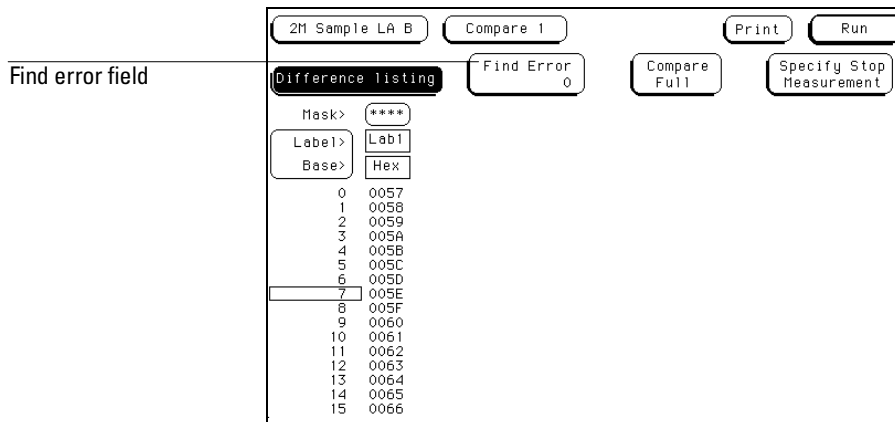 2M Sample LA B Compare 1 Print Run
Find error field
Difference listing Find Error 0 Compare Full Specify Stop Measurement
Mask> ****
Label> Lab1
Base> Hex
0 0057
1 0058
2 0059
3 005A
4 005B
5 005C
6 005D
7 005E
8 005F
9 0060
10 0061
11 0062
12 0063
13 0064
14 0065
15 0066